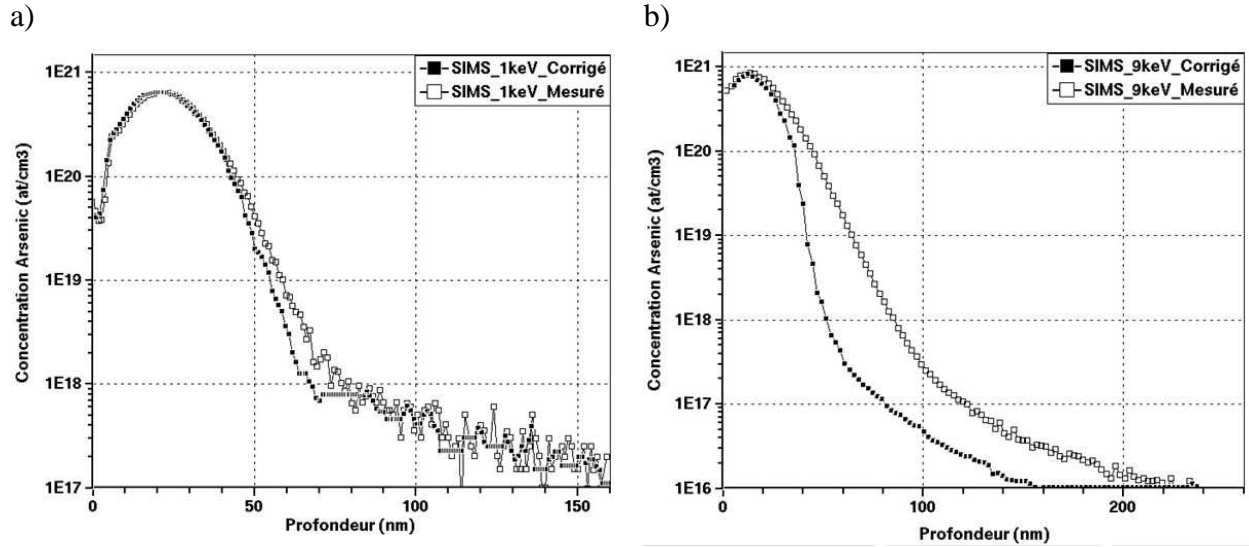 a)
SIMS_1keV_Corrigé
SIMS_1keV_Mesuré
Concentration Arsenic (at/cm3)
1E21
1E20
1E19
1E18
1E17
0 50 100 150
Profondeur (nm)
b)
SIMS_9keV_Corrigé
SIMS_9keV_Mesuré
Concentration Arsenic (at/cm3)
1E21
1E20
1E19
1E18
1E17
1E16
0 100 200
Profondeur (nm)